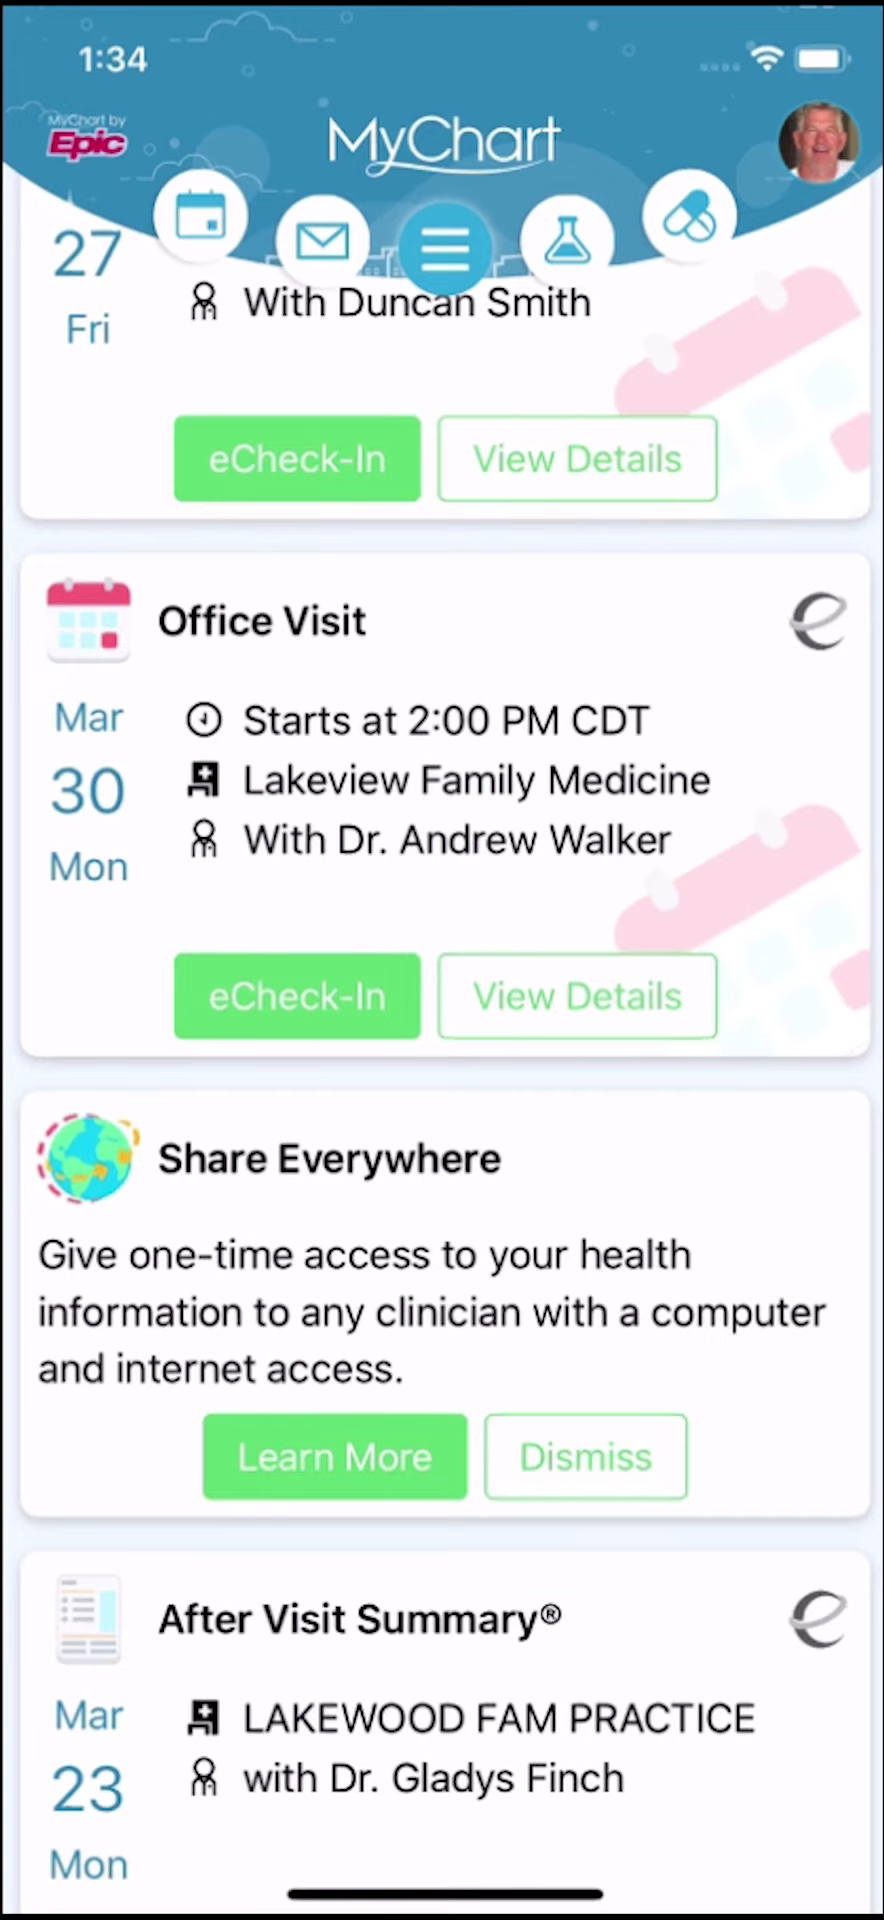 1:34
MyChart by
Epic
MyChart
27
Fri
With Duncan Smith
eCheck-In
View Details
Office Visit
Mar
30
Mon
Starts at 2:00 PM CDT
Lakeview Family Medicine
With Dr. Andrew Walker
eCheck-In
View Details
Share Everywhere
Give one-time access to your health
information to any clinician with a computer
and internet access.
Learn More
Dismiss
After Visit Summary®
Mar
23
Mon
LAKEWOOD FAM PRACTICE
with Dr. Gladys Finch